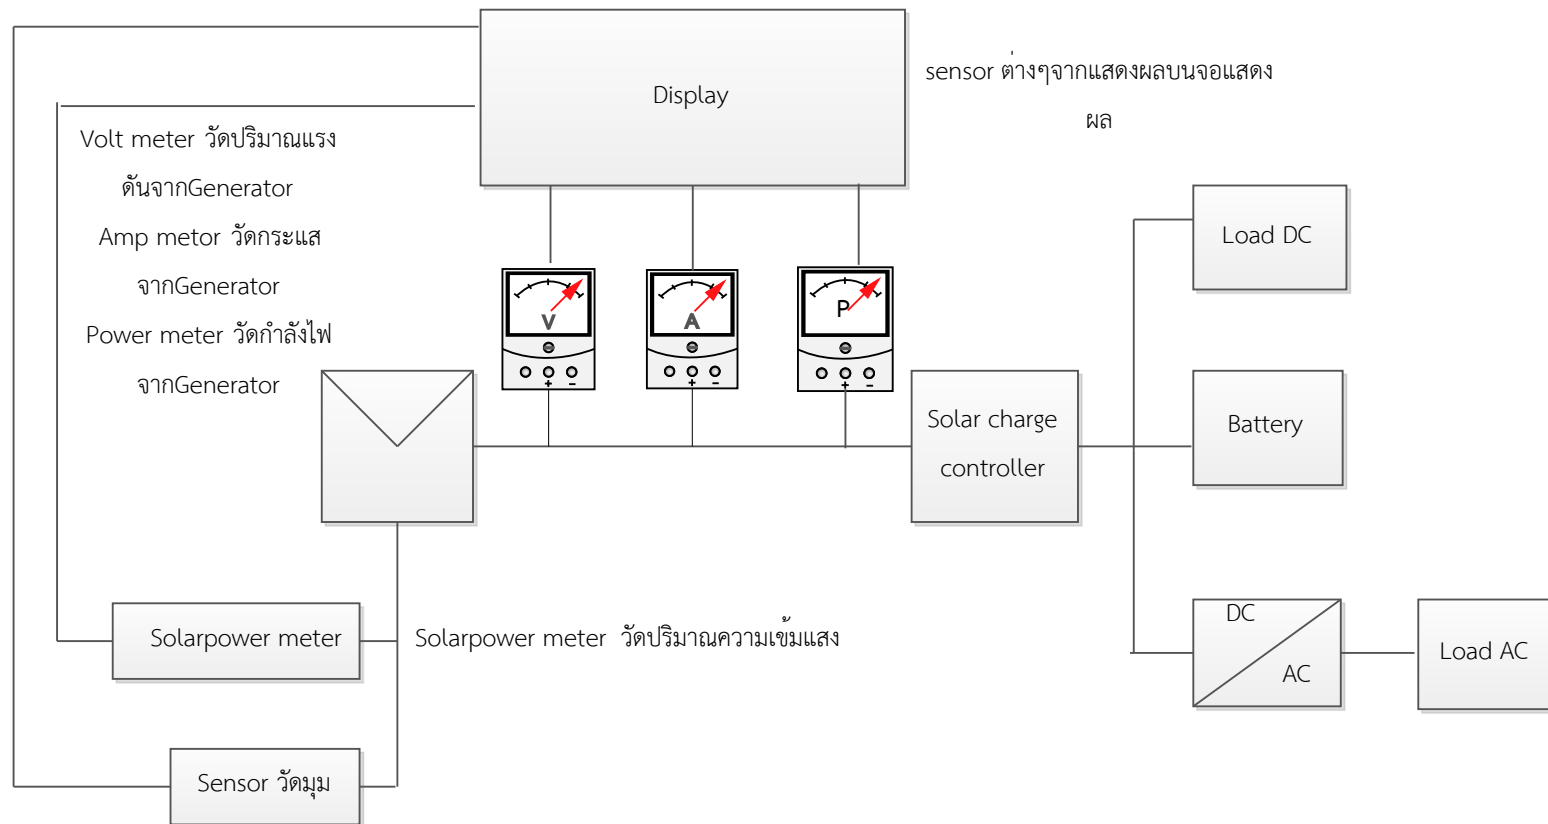 Display
sensor ต่างๆจากแสดงผลบนจอแสดง
ผล
Volt meter วัดปริมาณแรง
ดันจากGenerator
Amp metor วัดกระแส
จากGenerator
Power meter วัดกำลังไฟ
จากGenerator
V
A
P
+ -
+ -
+ -
Load DC
Solar charge
controller
Battery
DC
AC
Load AC
Solarpower meter
Solarpower meter วัดปริมาณความเข้มแสง
Sensor วัดมุม